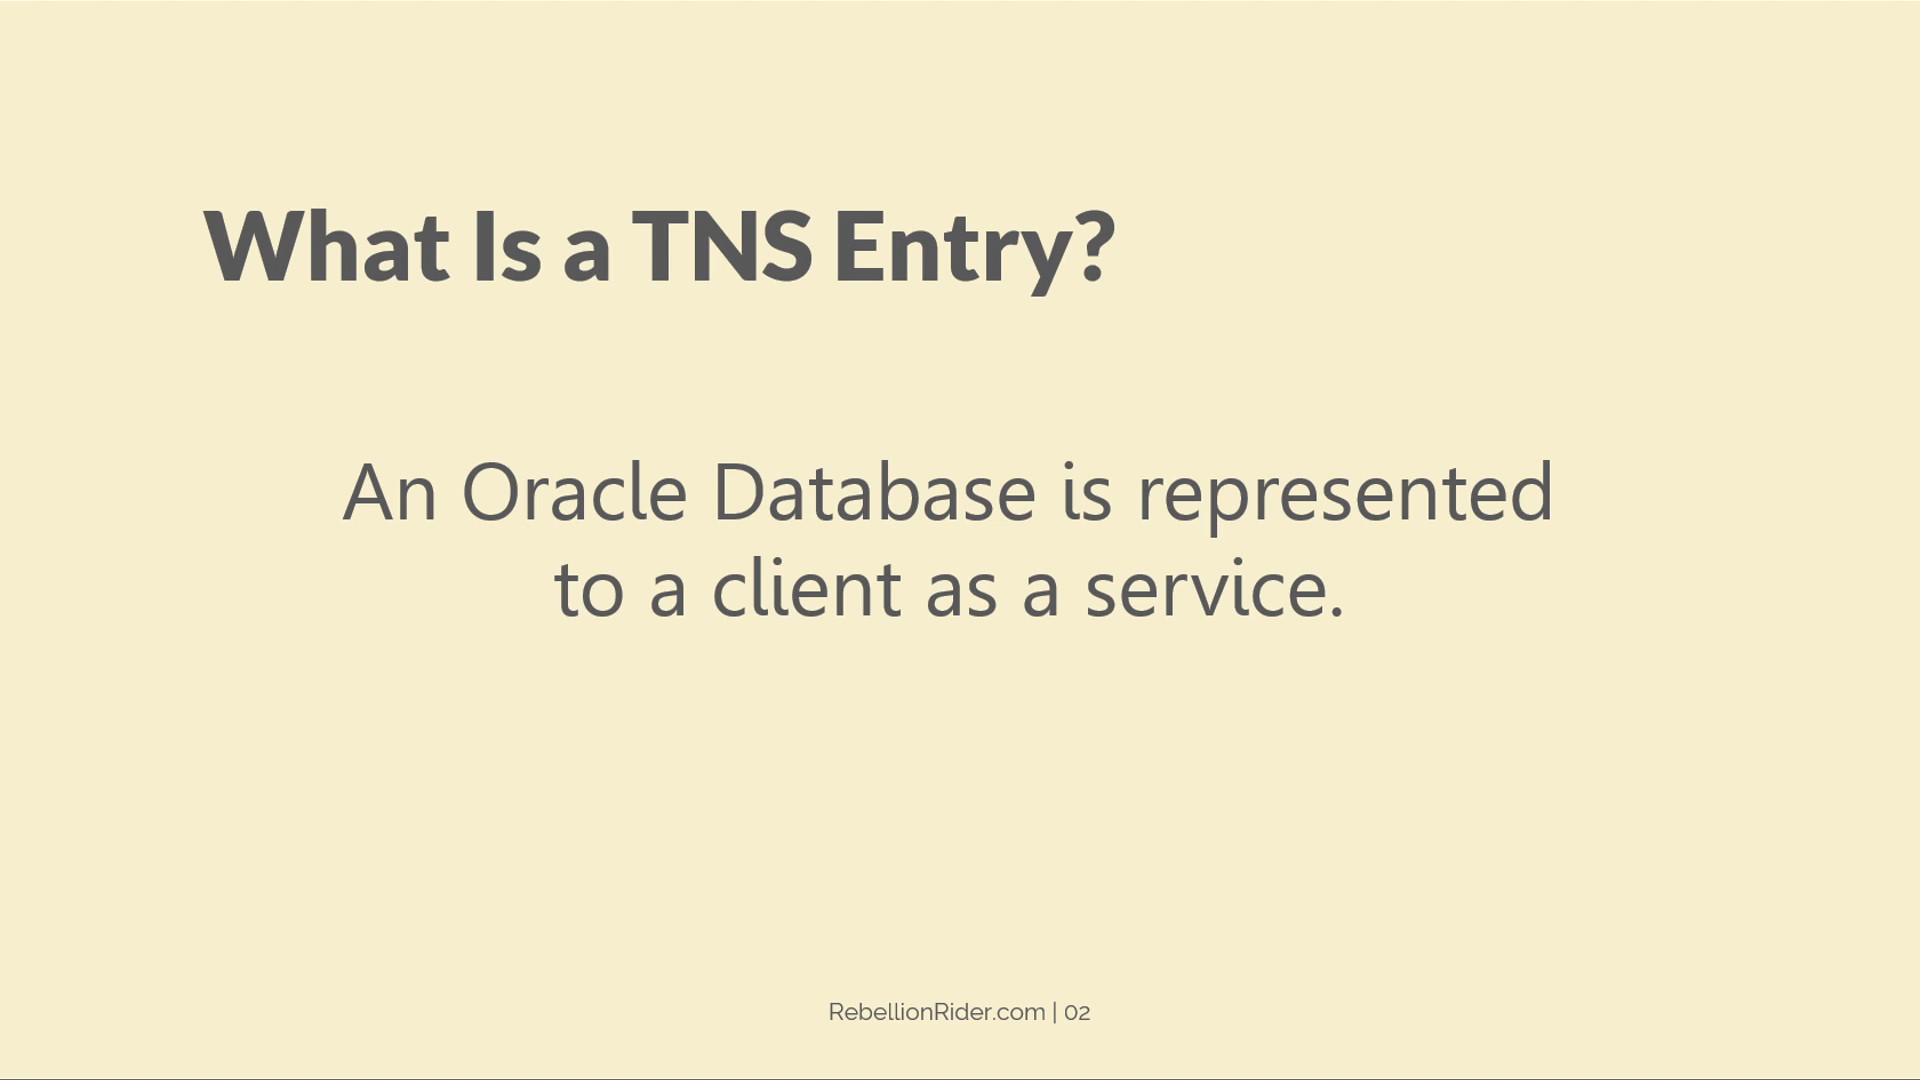 What Is a TNS Entry?
An Oracle Database is represented
to a client as a service.
RebellionRider.com | 02